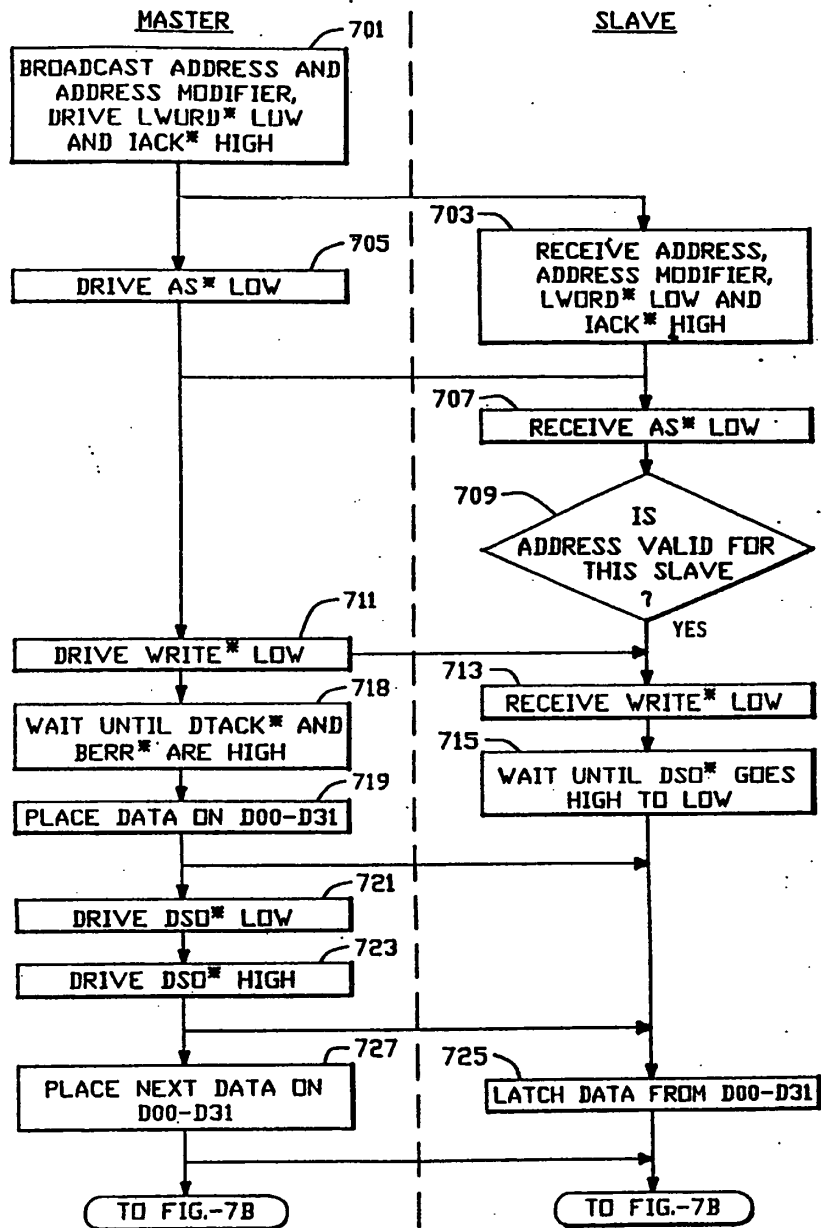 MASTER
SLAVE
701
BROADCAST ADDRESS AND
ADDRESS MODIFIER,
DRIVE LWORD* LOW
AND IACK* HIGH
703
RECEIVE ADDRESS,
ADDRESS MODIFIER,
LWORD* LOW AND
IACK* HIGH
705
DRIVE AS* LOW
707
RECEIVE AS* LOW
709
IS
ADDRESS VALID FOR
THIS SLAVE
?
YES
711
DRIVE WRITE* LOW
713
RECEIVE WRITE* LOW
718
WAIT UNTIL DTACK* AND
BERR* ARE HIGH
715
WAIT UNTIL DSO* GOES
HIGH TO LOW
719
PLACE DATA ON D00-D31
721
DRIVE DSO* LOW
723
DRIVE DSO* HIGH
727
PLACE NEXT DATA ON
D00-D31
725
LATCH DATA FROM D00-D31
TO FIG.-7B
TO FIG.-7B